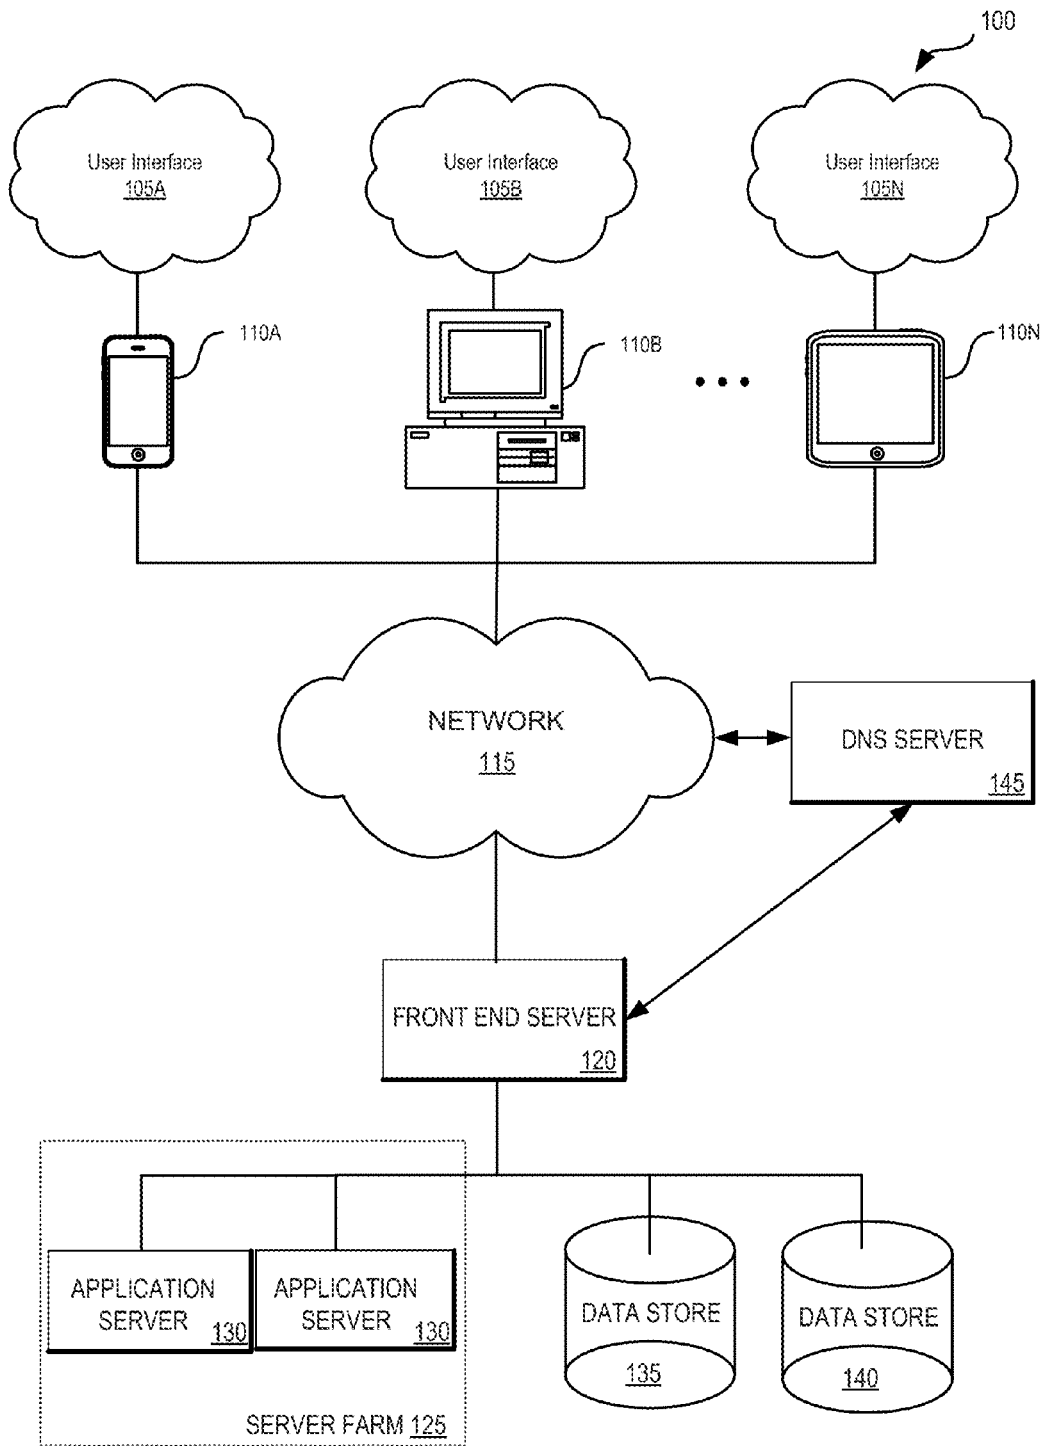 100
User Interface
105A
User Interface
105B
User Interface
105N
110A
110B
110N
NETWORK
115
DNS SERVER
145
FRONT END SERVER
120
APPLICATION
SERVER
130
APPLICATION
SERVER
130
SERVER FARM 125
DATA STORE
135
DATA STORE
140